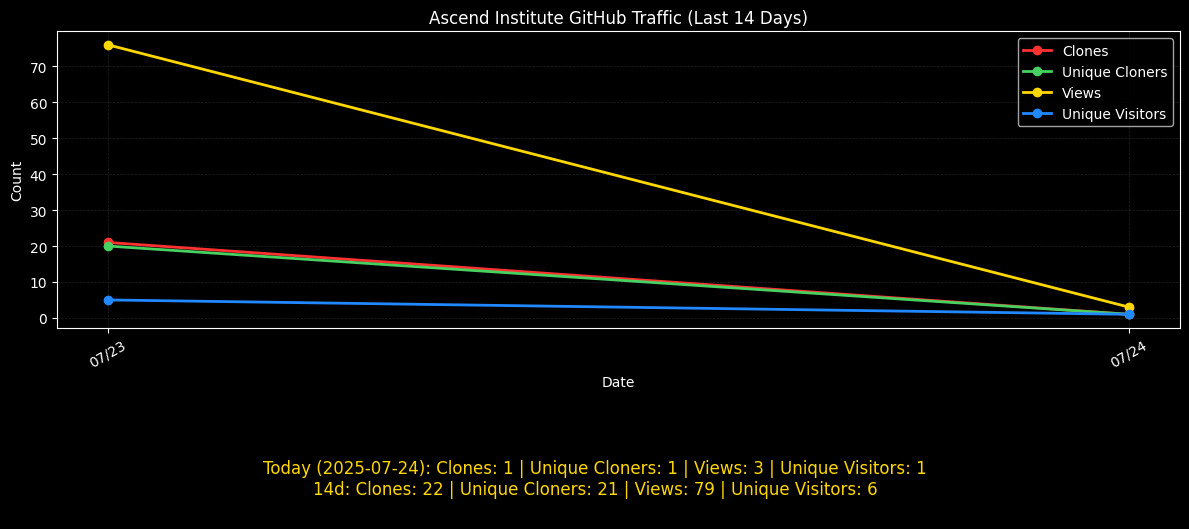 Ascend Institute GitHub Traffic (Last 14 Days)
Clones
Unique Cloners
Views
Unique Visitors
Count
70
60
50
40
30
20
10
0
07/23
07/24
Date
Today (2025-07-24): Clones: 1 | Unique Cloners: 1 | Views: 3 | Unique Visitors: 1
14d: Clones: 22 | Unique Cloners: 21 | Views: 79 | Unique Visitors: 6